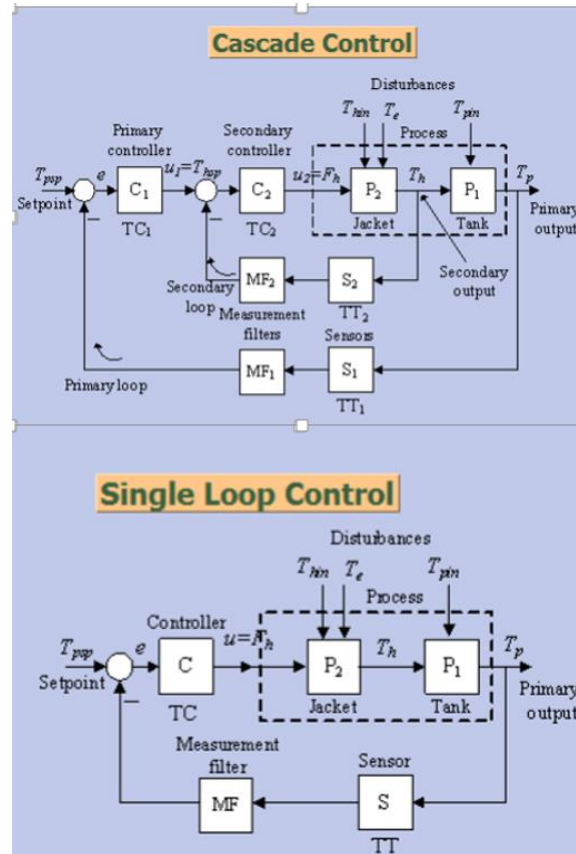 Cascade Control
Disturbances
Thin Te Tpin
Primary controller
Secondary controller
Process
Tpsp
e
u1=Thsp
u2=Fh
Th
Tp
C1
C2
P2
P1
Setpoint
TC1
TC2
Jacket
Tank
Primary output
Secondary loop
MF2
S2
Secondary output
TT2
Measurement filters
Sensors
MF1
S1
Primary loop
TT1
Single Loop Control
Disturbances
Thin Te Tpin
Process
Controller
Tpsp
e
u=Fh
Th
Tp
C
P2
P1
Setpoint
TC
Jacket
Tank
Primary output
Measurement filter
Sensor
MF
S
TT